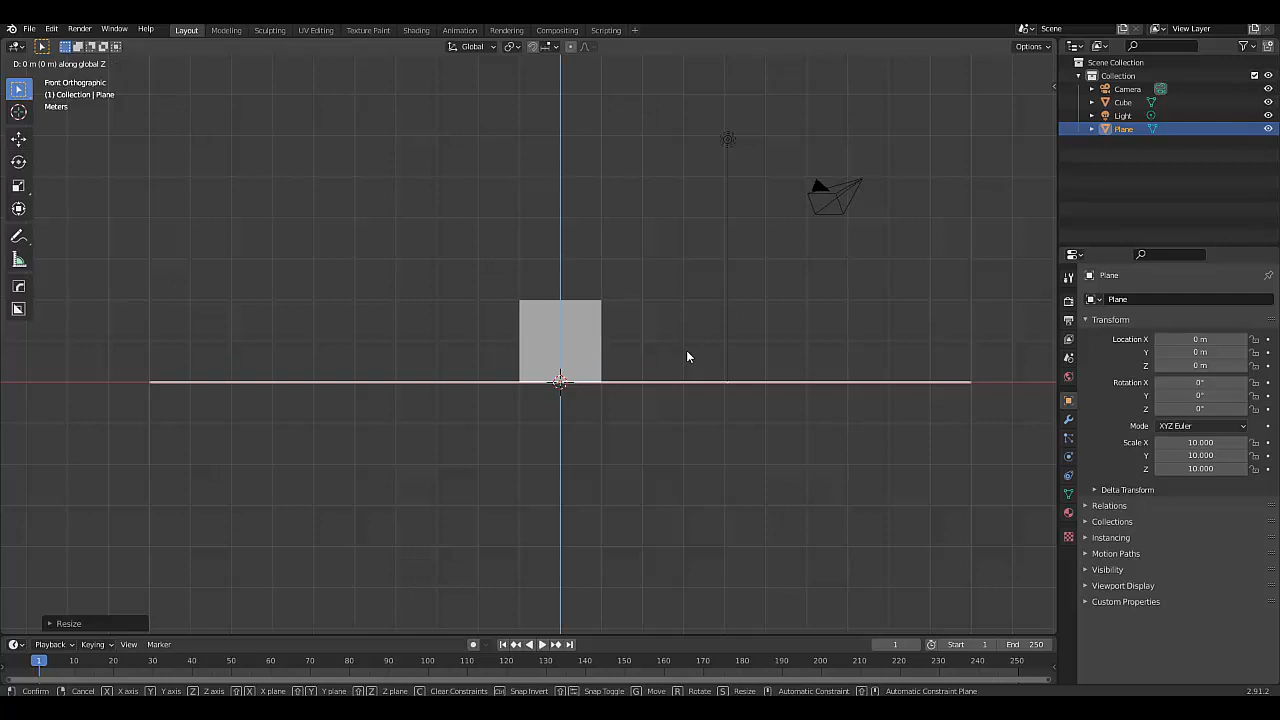 File Edit Render Window Help Layout Modeling Sculpting UV Editing Texture Paint Shading Animation Rendering Compositing Scripting + Scene View Layer
Global Options
D: 0 m (0 m) along global Z
Front Orthographic
(1) Collection | Plane
Meters
Scene Collection
Collection
Camera
Cube
Light
Plane
Plane
Plane
Transform
Location X 0 m
Y 0 m
Z 0 m
Rotation X 0°
Y 0°
Z 0°
Mode XYZ Euler
Scale X 10.000
Y 10.000
Z 10.000
Delta Transform
Relations
Collections
Instancing
Motion Paths
Visibility
Viewport Display
Custom Properties
Resize
Playback Keying View Marker 1 Start 1 End 250
1 10 20 30 40 50 60 70 80 90 100 110 120 130 140 150 160 170 180 190 200 210 220 230 240 250
Confirm Cancel X X axis Y Y axis Z Z axis X X plane Y Y plane Z Z plane C Clear Constraints Snap Invert Snap Toggle G Move R Rotate S Resize Automatic Constraint Automatic Constraint Plane 2.91.2